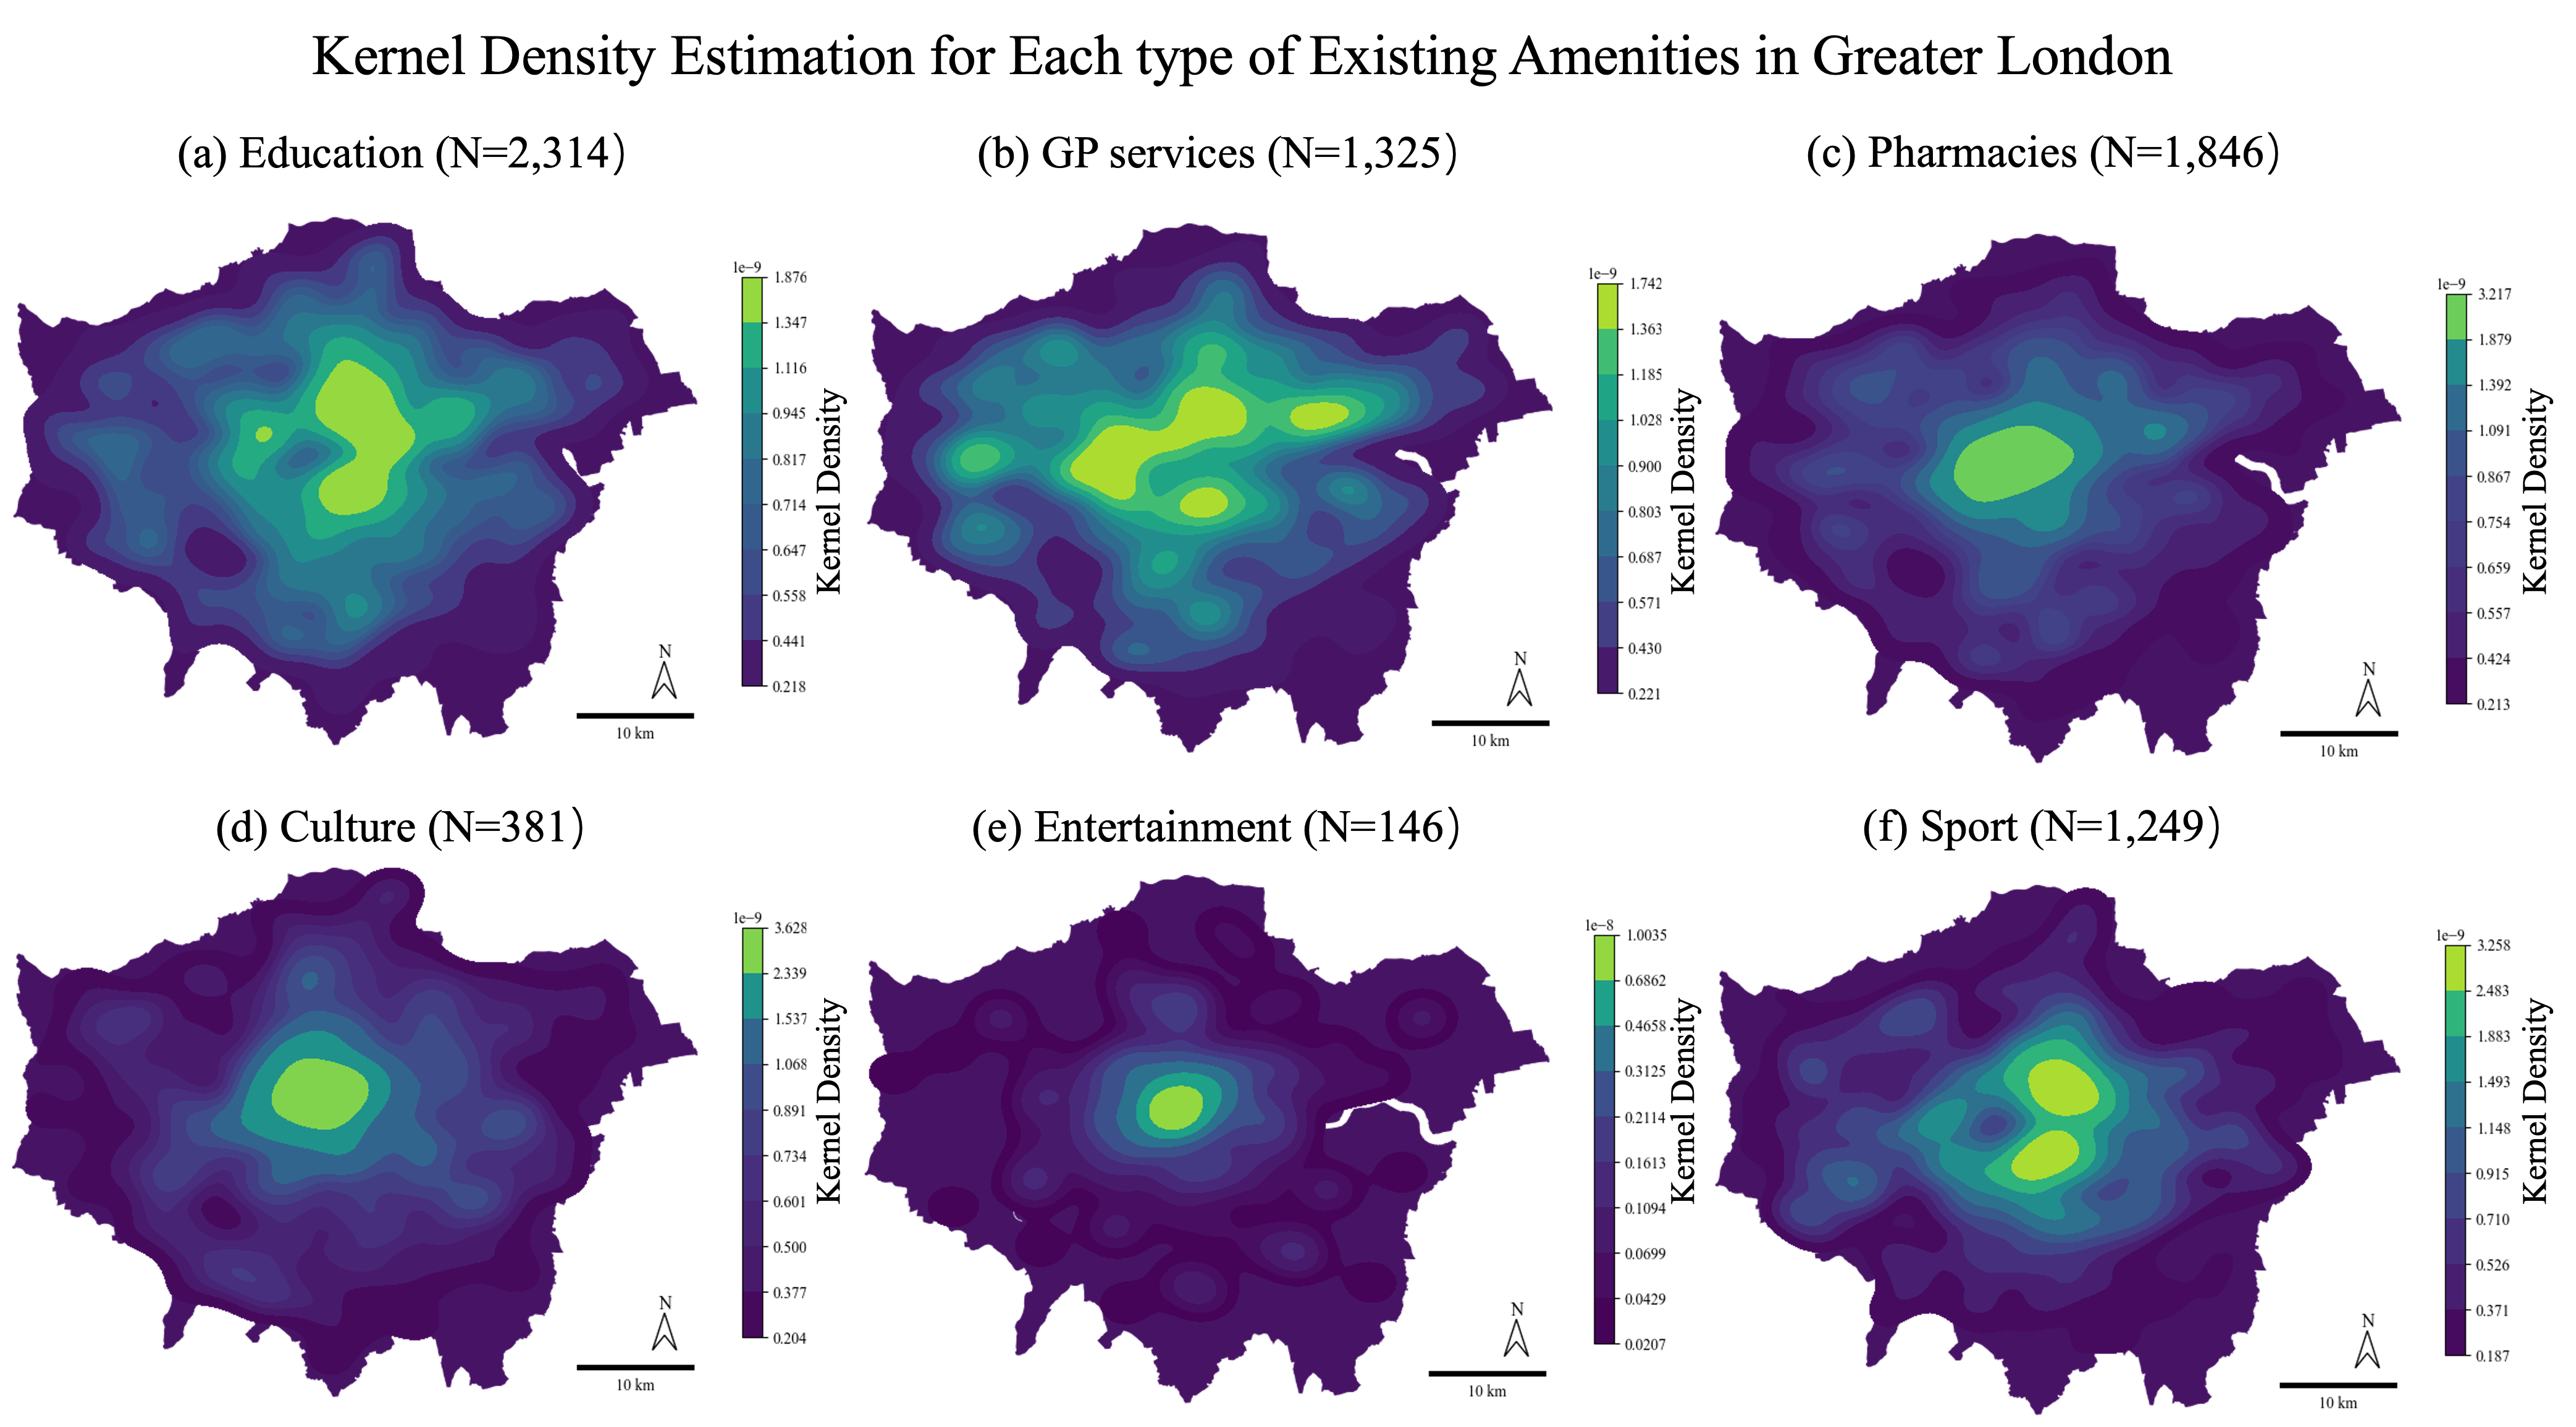 Kernel Density Estimation for Each type of Existing Amenities in Greater London
(a) Education (N=2,314)
1e−9
1.876
1.347
1.116
0.945
0.817
0.714
0.647
0.558
0.441
0.218
Kernel Density
N
10 km
(b) GP services (N=1,325)
1e−9
1.742
1.363
1.185
1.028
0.900
0.803
0.687
0.571
0.430
0.221
Kernel Density
N
10 km
(c) Pharmacies (N=1,846)
1e−9
3.217
1.879
1.392
1.091
0.867
0.754
0.659
0.557
0.424
0.213
Kernel Density
N
10 km
(d) Culture (N=381)
1e−9
3.628
2.339
1.537
1.068
0.891
0.734
0.601
0.500
0.377
0.204
Kernel Density
N
10 km
(e) Entertainment (N=146)
1e−8
1.0035
0.6862
0.4658
0.3125
0.2114
0.1613
0.1094
0.0699
0.0429
0.0207
Kernel Density
N
10 km
(f) Sport (N=1,249)
1e−9
3.258
2.483
1.883
1.493
1.148
0.915
0.710
0.526
0.371
0.187
Kernel Density
N
10 km